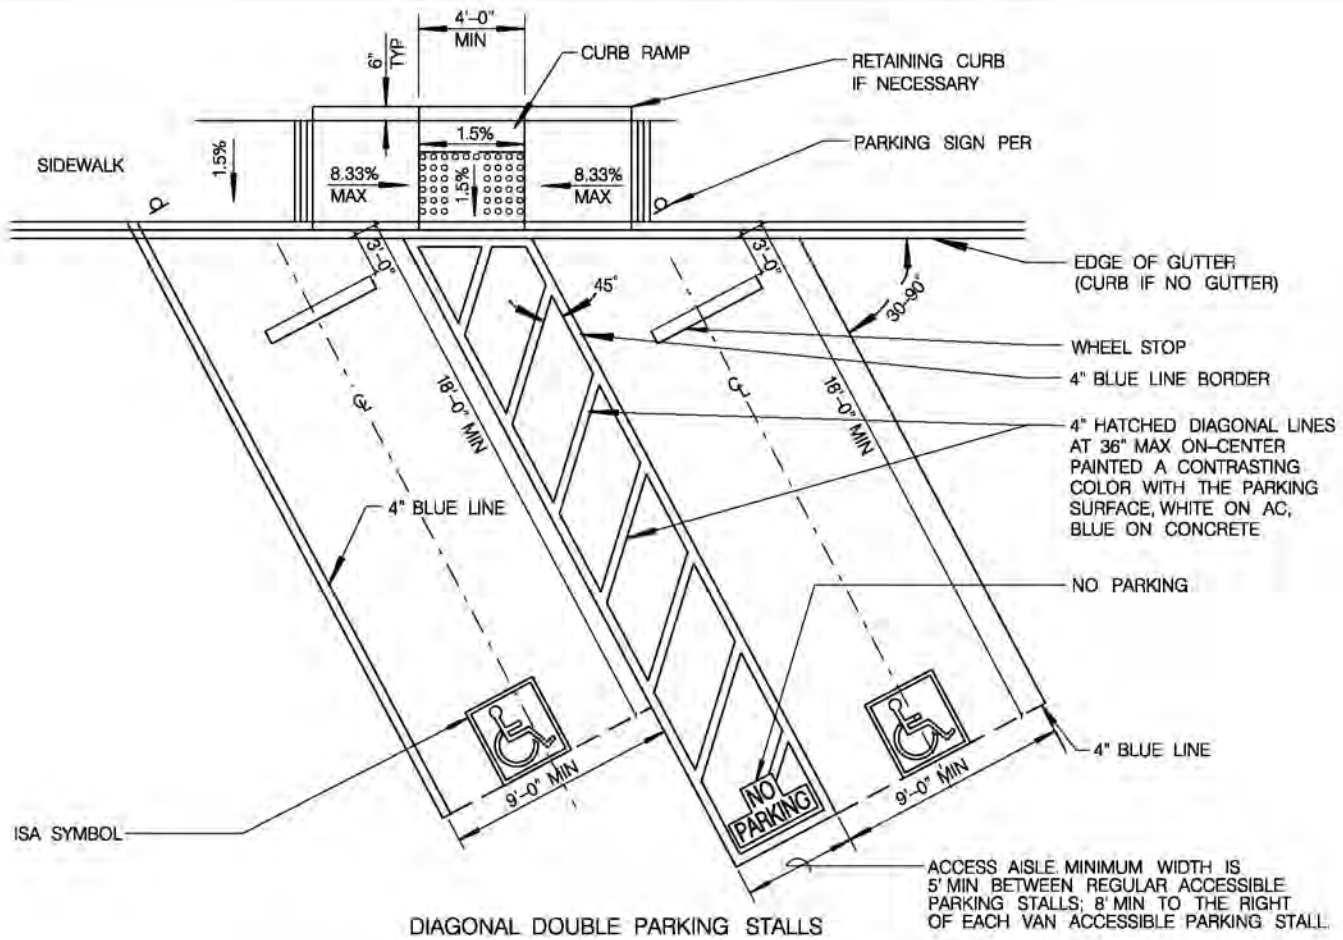 4'-0"
MIN
6"
TYP
CURB RAMP
RETAINING CURB
IF NECESSARY
1.5%
PARKING SIGN PER
SIDEWALK
1.5%
8.33%
MAX
1.5%
8.33%
MAX
3'-0"
3'-0"
EDGE OF GUTTER
(CURB IF NO GUTTER)
45°
30-90°
WHEEL STOP
4" BLUE LINE BORDER
18'-0" MIN
18'-0" MIN
CL
CL
4" HATCHED DIAGONAL LINES
AT 36" MAX ON-CENTER
PAINTED A CONTRASTING
COLOR WITH THE PARKING
SURFACE, WHITE ON AC,
BLUE ON CONCRETE
4" BLUE LINE
NO PARKING
4" BLUE LINE
9'-0" MIN
9'-0" MIN
NO
PARKING
ISA SYMBOL
ACCESS AISLE. MINIMUM WIDTH IS
5' MIN BETWEEN REGULAR ACCESSIBLE
PARKING STALLS; 8' MIN TO THE RIGHT
OF EACH VAN ACCESSIBLE PARKING STALL.
DIAGONAL DOUBLE PARKING STALLS